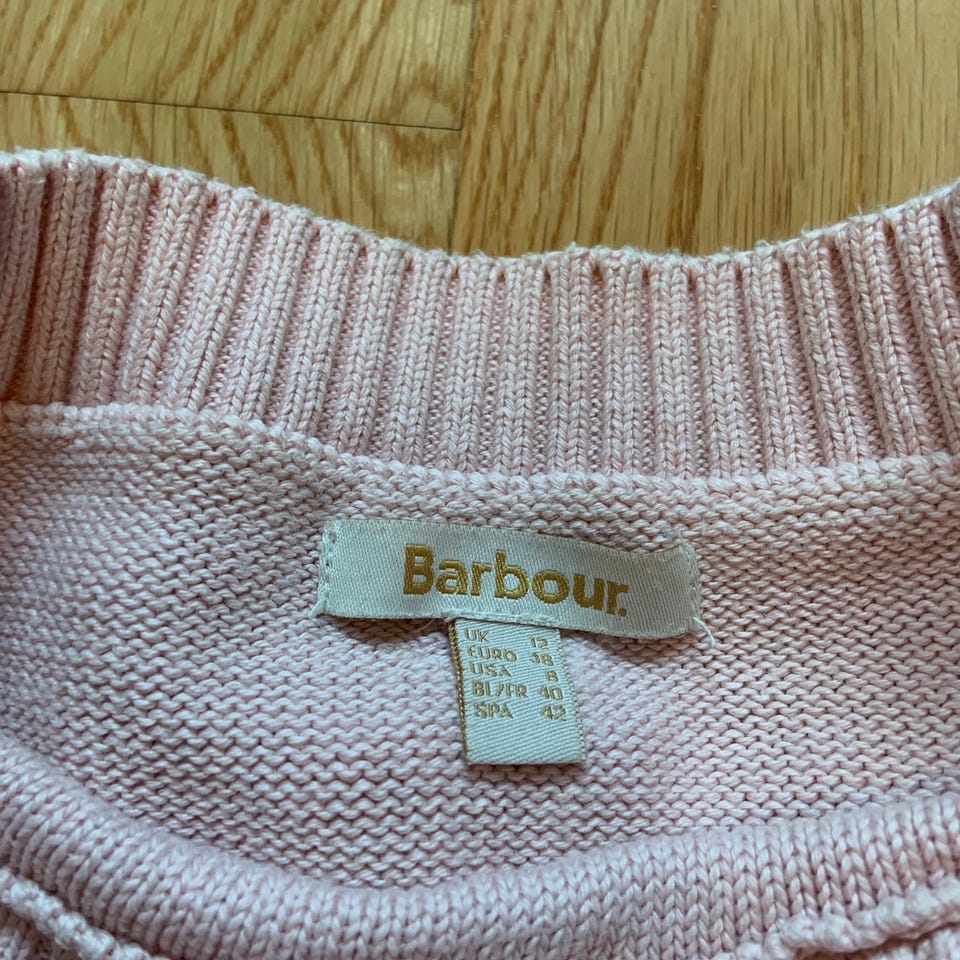 Barbour.
UK 12
EURO 38
USA 8
BL/FR 40
SPA 42